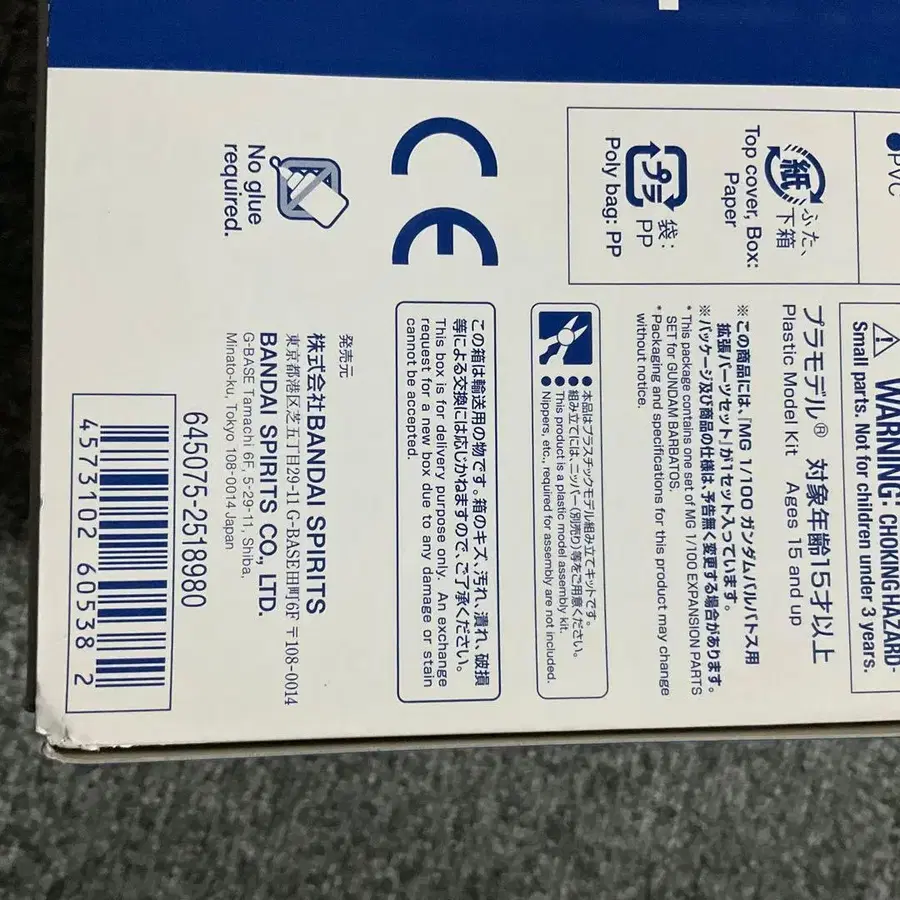 ●PVC
紙
ふた、
下箱
Top cover, Box:
Paper
プラ
袋:
PP
Poly bag: PP
CE
No glue
required.
WARNING: CHOKING HAZARD-
Small parts. Not for children under 3 years.
プラモデル® 対象年齢15才以上
Plastic Model Kit Ages 15 and up
※この商品には、「MG 1/100 ガンダムバルバトス用
拡張パーツセット」が1セット入っています。
※パッケージ及び商品の仕様は、予告無く変更する場合があります。
* This package contains one set of MG 1/100 EXPANSION PARTS
SET for GUNDAM BARBATOS.
* Packaging and specifications for this product may change
without notice.
●本品はプラスチックモデル組み立てキットです。
●組み立てには、ニッパー(別売り)等をご用意ください。
●This product is a plastic model assembly kit.
●Nippers, etc., required for assembly are not included.
この箱は輸送用の物です。箱のキズ、汚れ、潰れ、破損
等による交換には応じかねますので、ご了承ください。
This box is for delivery purpose only. An exchange
request for a new box due to any damage or stain
cannot be accepted.
発売元
株式会社BANDAI SPIRITS
東京都港区芝五丁目29-11 G-BASE田町6F 〒108-0014
BANDAI SPIRITS CO., LTD.
G-BASE Tamachi 6F, 5-29-11, Shiba,
Minato-ku, Tokyo 108-0014 Japan
645075-2518980
4573102 605382